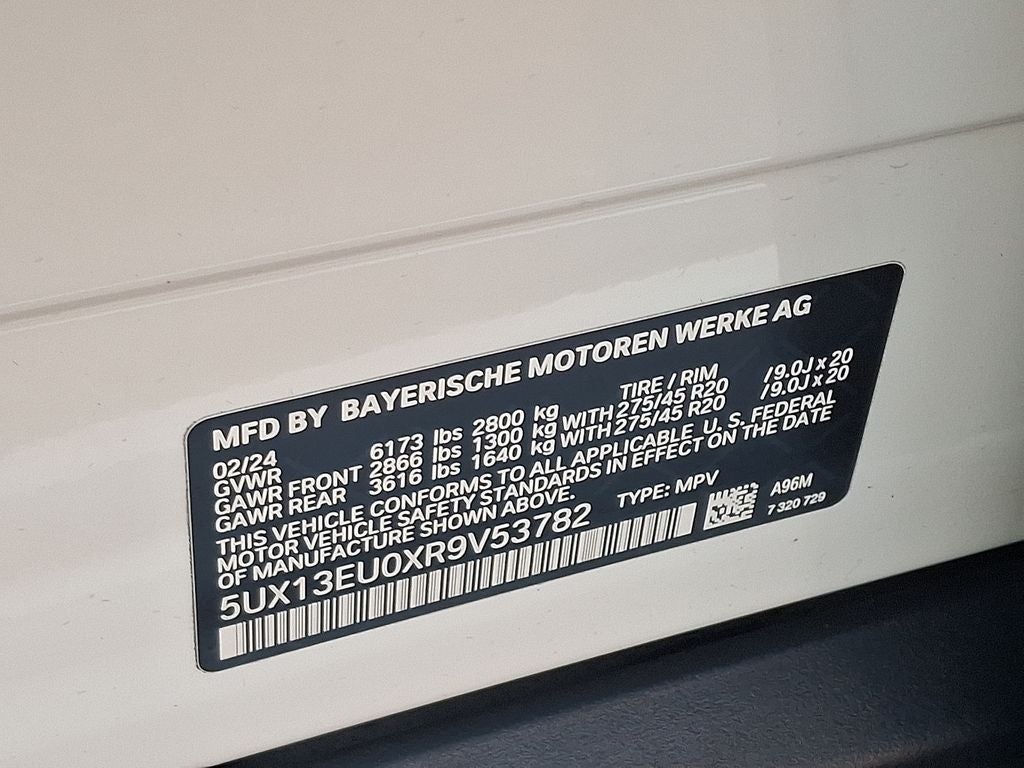 MFD BY BAYERISCHE MOTOREN WERKE AG
02/24 TIRE / RIM
GVWR 6173 lbs 2800 kg
GAWR FRONT 2866 lbs 1300 kg WITH 275/45 R20 /9.0J x 20
GAWR REAR 3616 lbs 1640 kg WITH 275/45 R20 /9.0J x 20
THIS VEHICLE CONFORMS TO ALL APPLICABLE U. S. FEDERAL
MOTOR VEHICLE SAFETY STANDARDS IN EFFECT ON THE DATE
OF MANUFACTURE SHOWN ABOVE.
TYPE: MPV
A96M
5UX13EU0XR9V53782
7 320 729